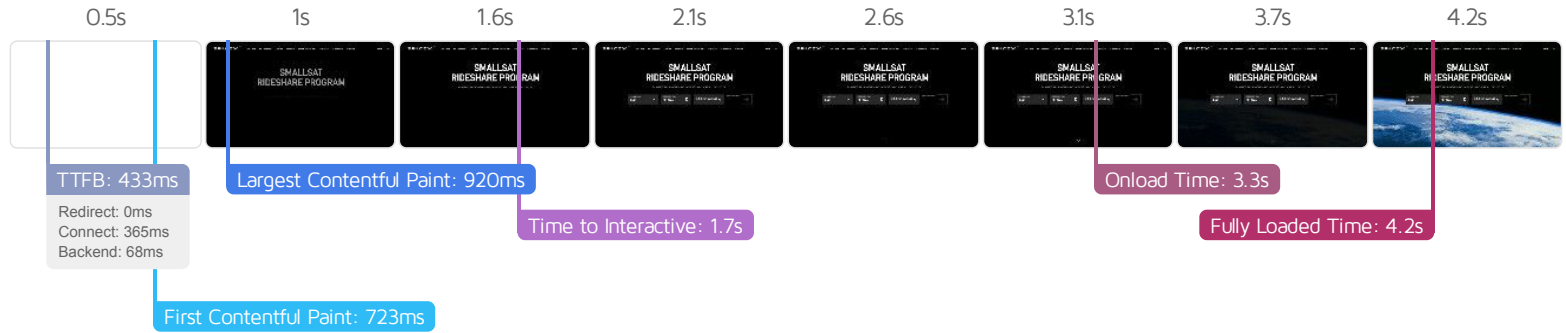 0.5s
1s
1.6s
2.1s
2.6s
3.1s
3.7s
4.2s
SMALLSAT
RIDESHARE PROGRAM
SMALLSAT
RIDESHARE PROGRAM
SMALLSAT
RIDESHARE PROGRAM
SMALLSAT
RIDESHARE PROGRAM
SMALLSAT
RIDESHARE PROGRAM
SMALLSAT
RIDESHARE PROGRAM
SMALLSAT
RIDESHARE PROGRAM
TTFB: 433ms
Redirect: 0ms
Connect: 365ms
Backend: 68ms
Largest Contentful Paint: 920ms
Onload Time: 3.3s
Time to Interactive: 1.7s
Fully Loaded Time: 4.2s
First Contentful Paint: 723ms